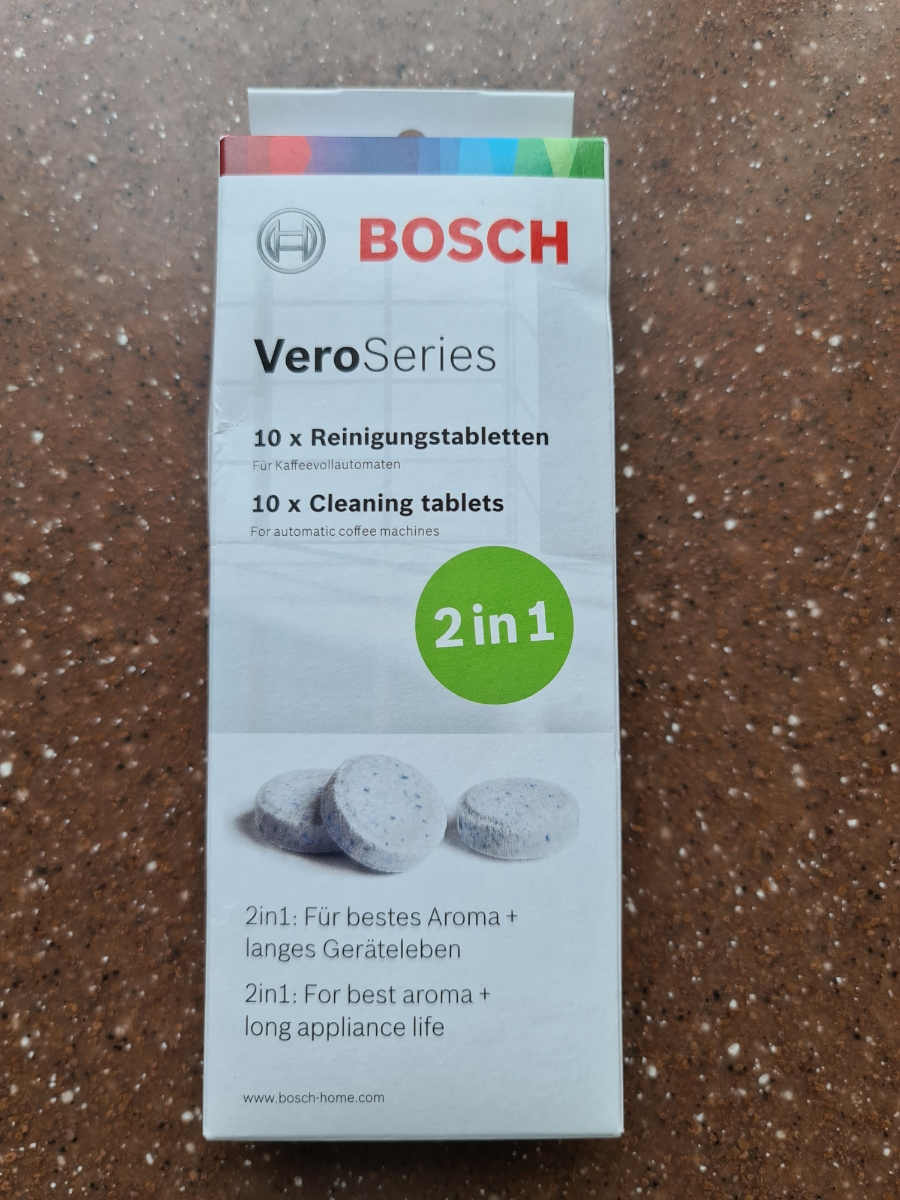 BOSCH
VeroSeries
10 x Reinigungstabletten
Für Kaffeevollautomaten
10 x Cleaning tablets
For automatic coffee machines
2 in 1
2in1: Für bestes Aroma +
langes Geräteleben
2in1: For best aroma +
long appliance life
www.bosch-home.com